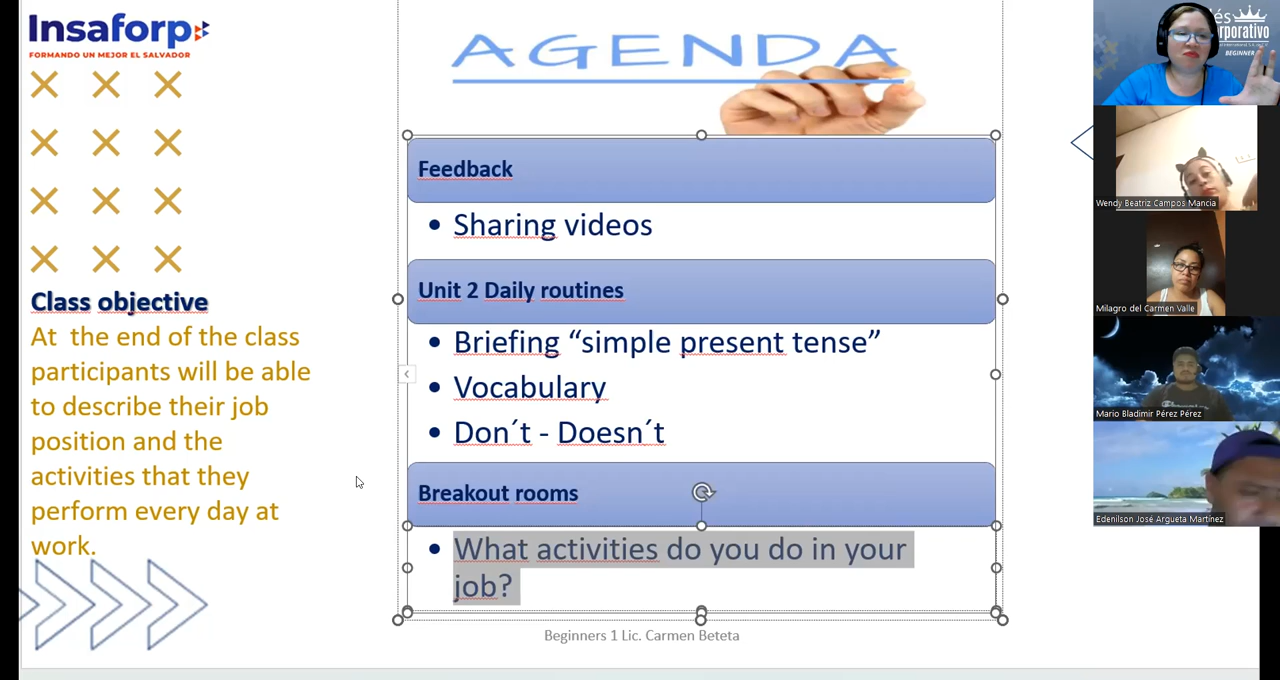 Insaforp
FORMANDO UN MEJOR EL SALVADOR
Class objective
At the end of the class
participants will be able
to describe their job
position and the
activities that they
perform every day at
work.
AGENDA
Feedback
• Sharing videos
Unit 2 Daily routines
• Briefing “simple present tense”
• Vocabulary
• Don´t - Doesn´t
Breakout rooms
• What activities do you do in your
job?
Beginners 1 Lic. Carmen Beteta
BEGINNER
Wendy Beatriz Campos Mancia
Milagro del Carmen Valle
Mario Bladimir Pérez Pérez
Edenilson José Argueta Martínez